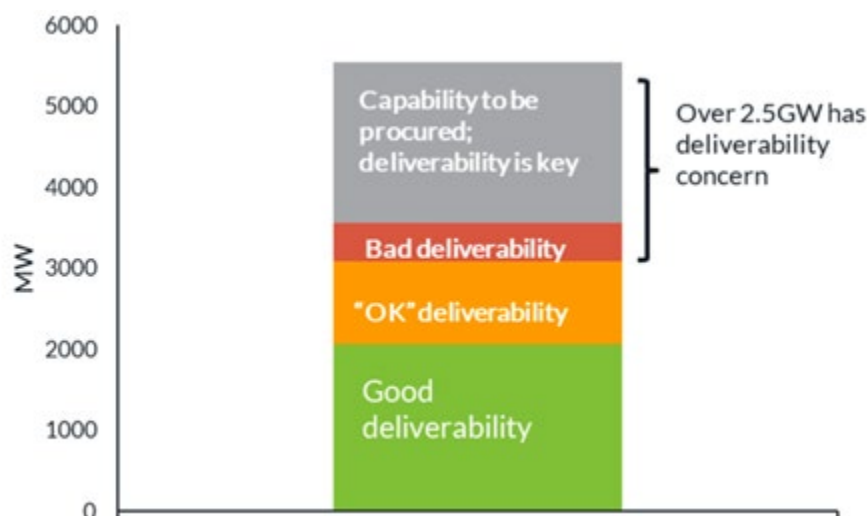 6000
5000
4000
3000
2000
1000
0
MW
Capability to be
procured;
deliverability is key
Bad deliverability
"OK" deliverability
Good
deliverability
Over 2.5GW has
deliverability
concern